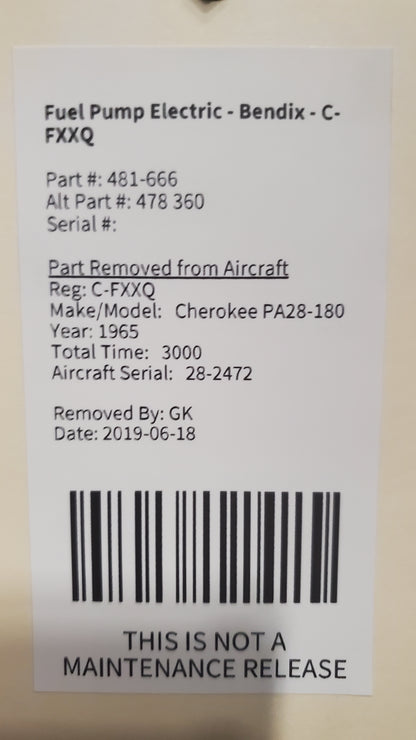 Fuel Pump Electric - Bendix - C-
FXXQ
Part #: 481-666
Alt Part #: 478 360
Serial #:
Part Removed from Aircraft
Reg: C-FXXQ
Make/Model: Cherokee PA28-180
Year: 1965
Total Time: 3000
Aircraft Serial: 28-2472
Removed By: GK
Date: 2019-06-18
THIS IS NOT A
MAINTENANCE RELEASE